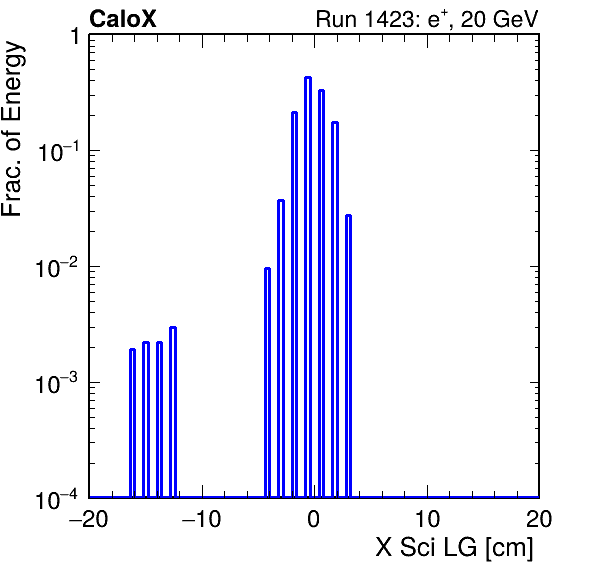 CaloX Run 1423: e⁺, 20 GeV
Frac. of Energy
1
10⁻¹
10⁻²
10⁻³
10⁻⁴
−20 −10 0 10 20
X Sci LG [cm]